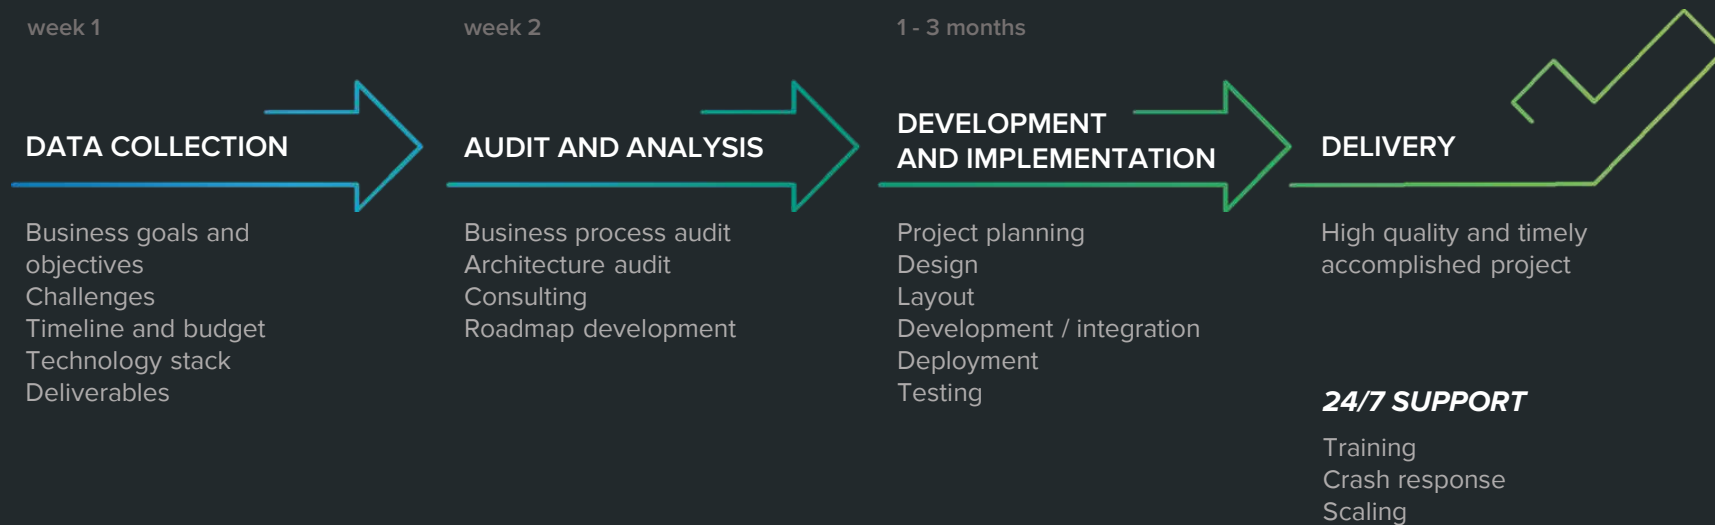 week 1
DATA COLLECTION
Business goals and
objectives
Challenges
Timeline and budget
Technology stack
Deliverables
week 2
AUDIT AND ANALYSIS
Business process audit
Architecture audit
Consulting
Roadmap development
1 - 3 months
DEVELOPMENT
AND IMPLEMENTATION
Project planning
Design
Layout
Development / integration
Deployment
Testing
DELIVERY
High quality and timely
accomplished project
24/7 SUPPORT
Training
Crash response
Scaling